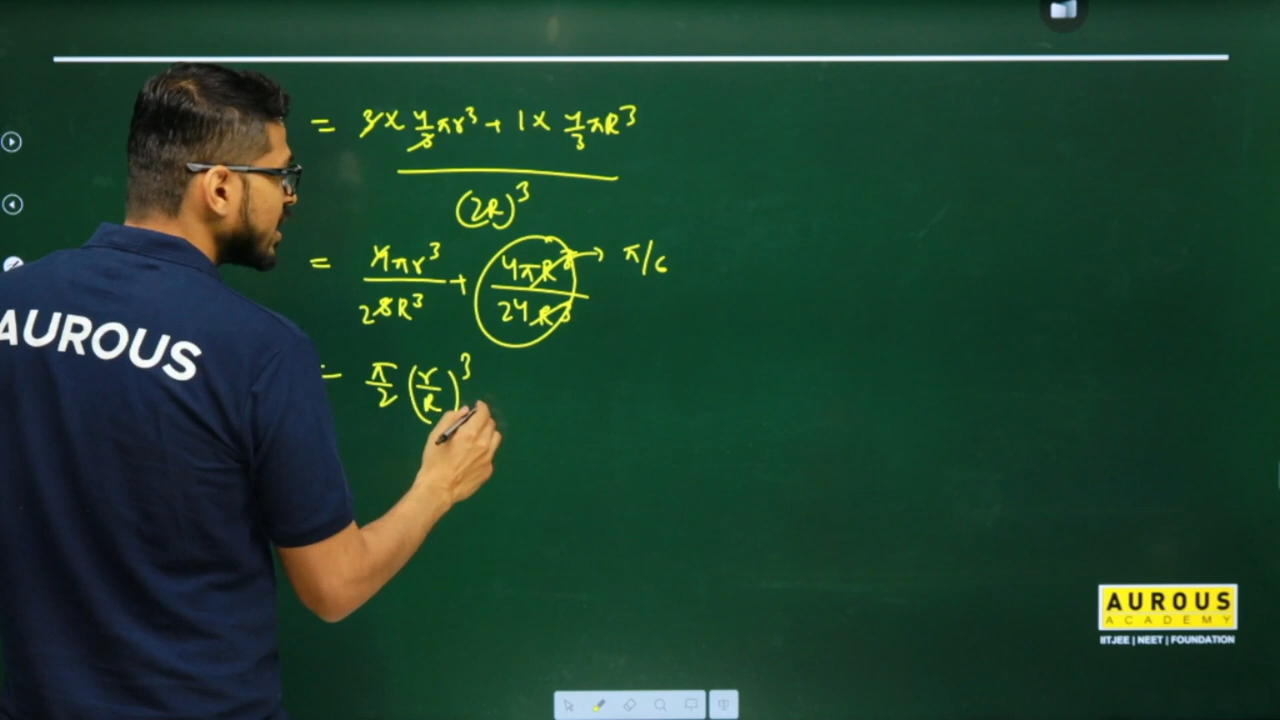 = 3 × 4/3 πr³ + 1 × 4/3 πR³
(2R)³
= 4πr³/28R³ + 4πR³/24R³ → π/6
= π/2 (r/R)³
AUROUS
AUROUS
ACADEMY
IITJEE | NEET | FOUNDATION